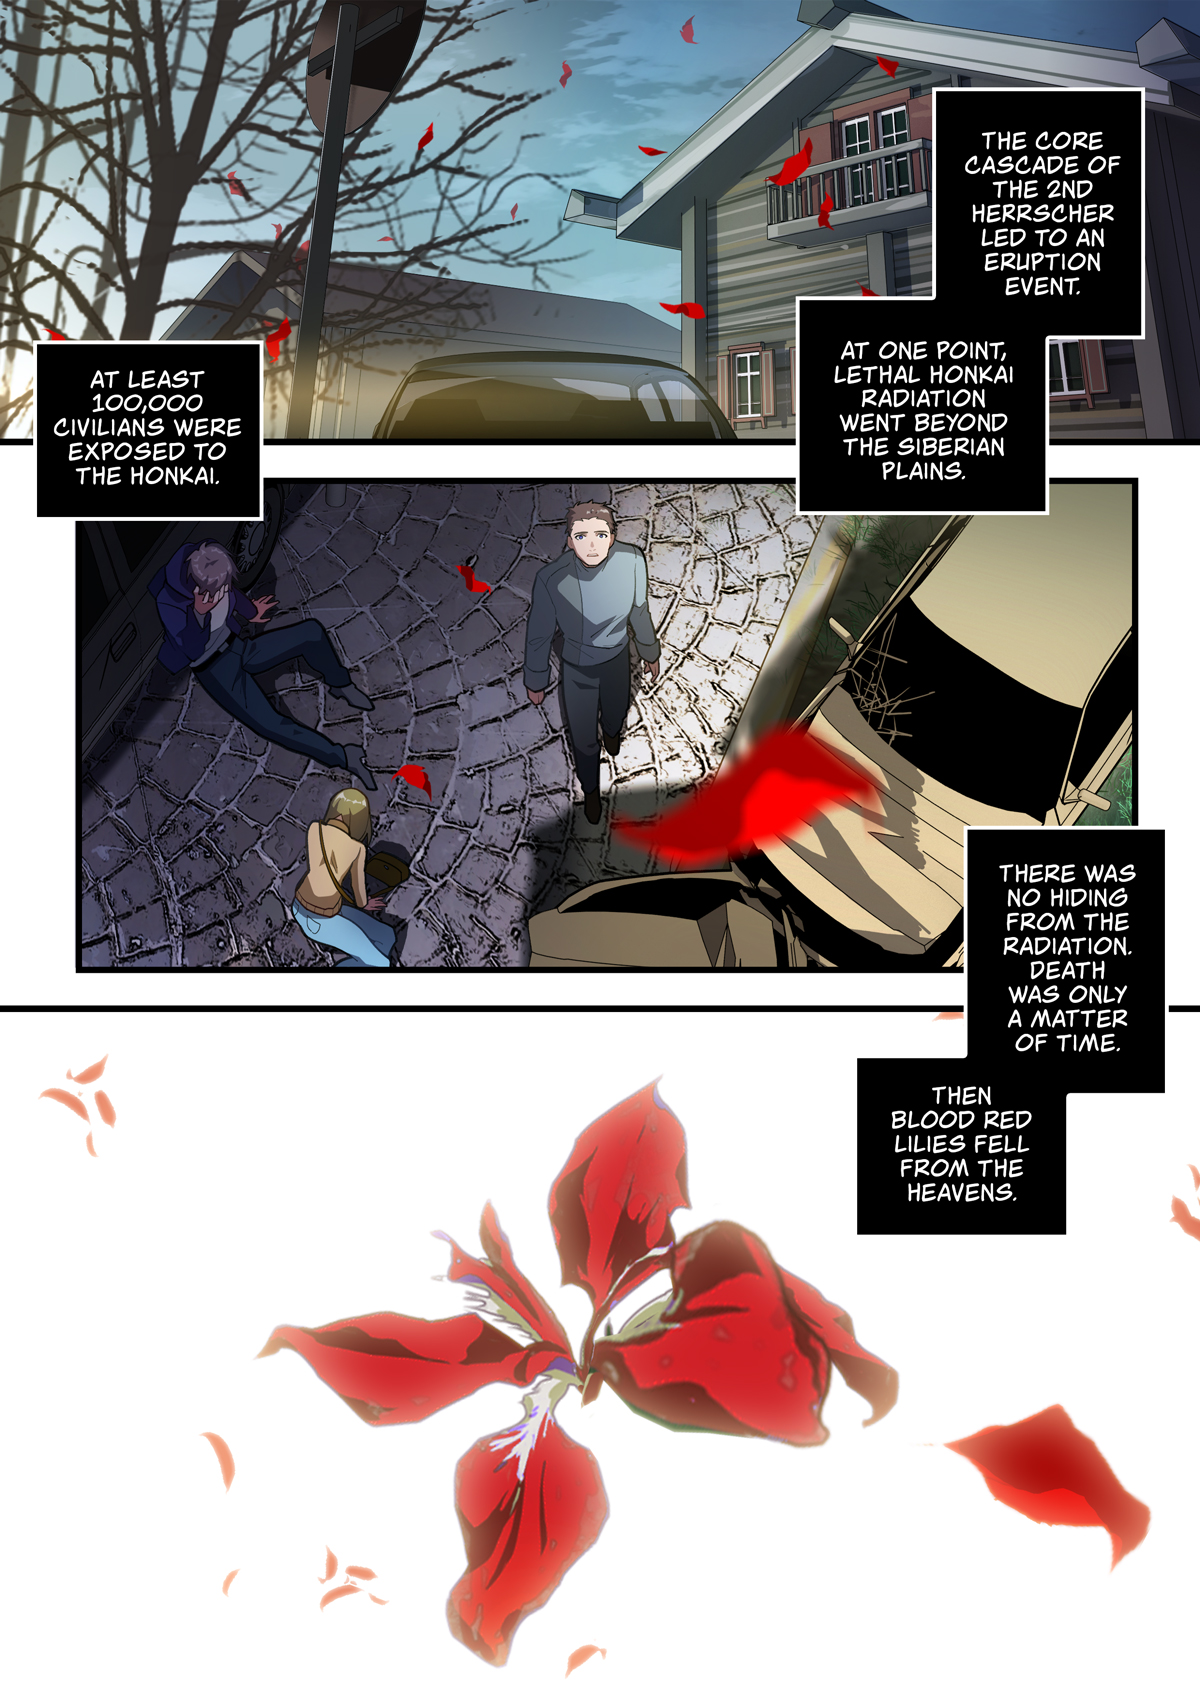 THE CORE
CASCADE OF
THE 2ND
HERRSCHER
LED TO AN
ERUPTION
EVENT.
AT ONE POINT,
LETHAL HONKAI
RADIATION
WENT BEYOND
THE SIBERIAN
PLAINS.
AT LEAST
100,000
CIVILIANS WERE
EXPOSED TO
THE HONKAI.
THERE WAS
NO HIDING
FROM THE
RADIATION.
DEATH
WAS ONLY
A MATTER
OF TIME.
THEN
BLOOD RED
LILIES FELL
FROM THE
HEAVENS.